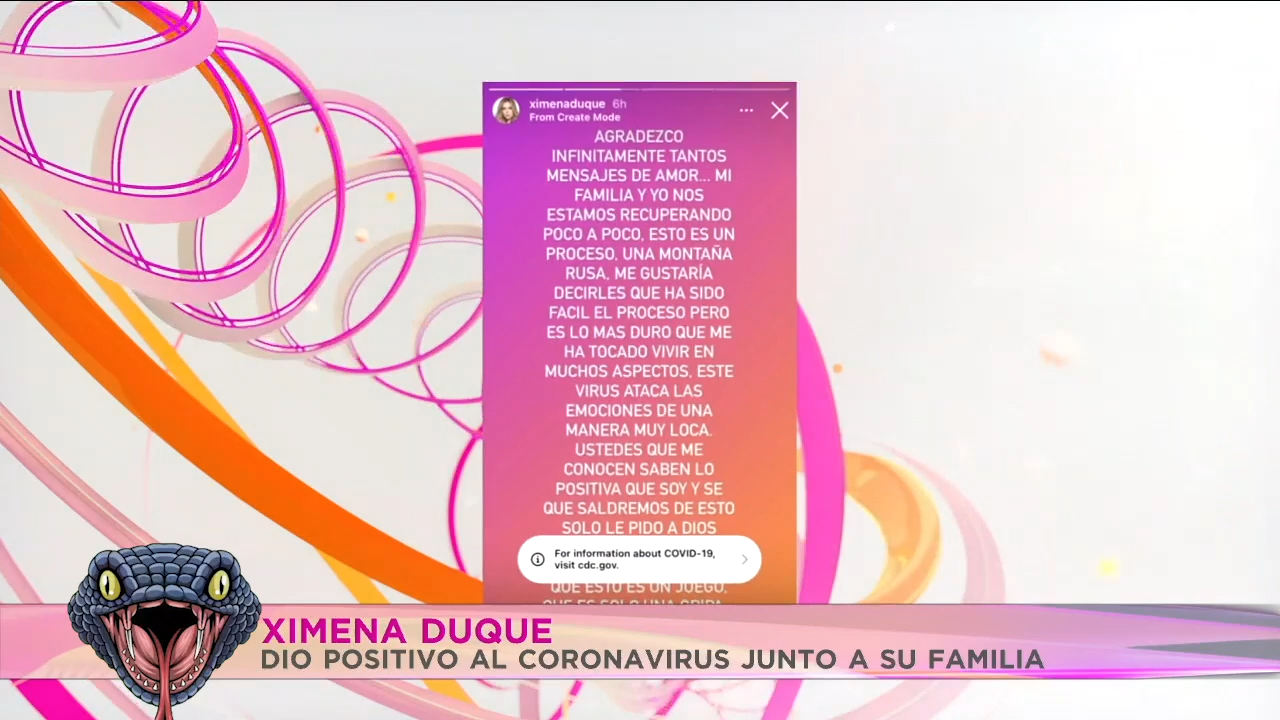 ximenaduque 6h
From Create Mode
AGRADEZCO
INFINITAMENTE TANTOS
MENSAJES DE AMOR... MI
FAMILIA Y YO NOS
ESTAMOS RECUPERANDO
POCO A POCO, ESTO ES UN
PROCESO, UNA MONTAÑA
RUSA, ME GUSTARÍA
DECIRLES QUE HA SIDO
FACIL EL PROCESO PERO
ES LO MAS DURO QUE ME
HA TOCADO VIVIR EN
MUCHOS ASPECTOS, ESTE
VIRUS ATACA LAS
EMOCIONES DE UNA
MANERA MUY LOCA.
USTEDES QUE ME
CONOCEN SABEN LO
POSITIVA QUE SOY Y SE
QUE SALDREMOS DE ESTO
SOLO LE PIDO A DIOS
For information about COVID-19,
visit cdc.gov.
QUE ESTO ES UN JUEGO,
QUE ES SOLO UNA GRIPA
XIMENA DUQUE
DIO POSITIVO AL CORONAVIRUS JUNTO A SU FAMILIA